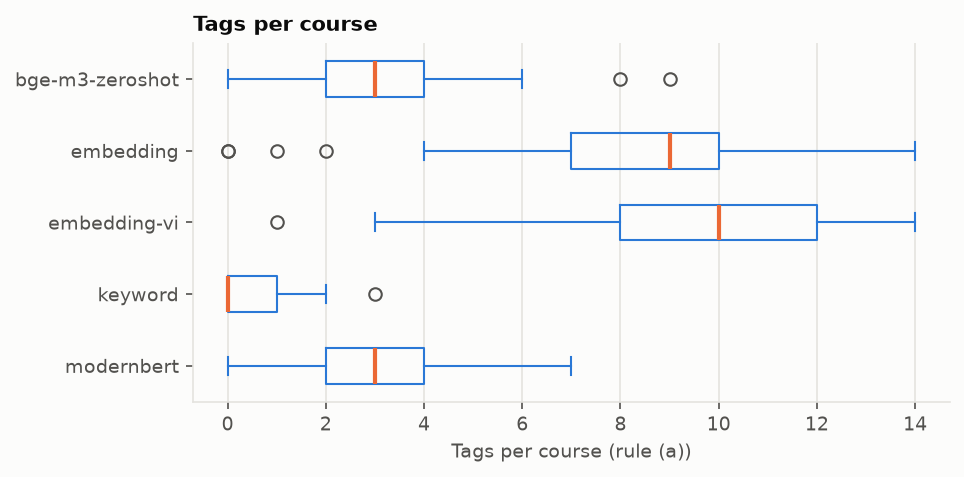 Tags per course
bge-m3-zeroshot
embedding
embedding-vi
keyword
modernbert
0 2 4 6 8 10 12 14
Tags per course (rule (a))